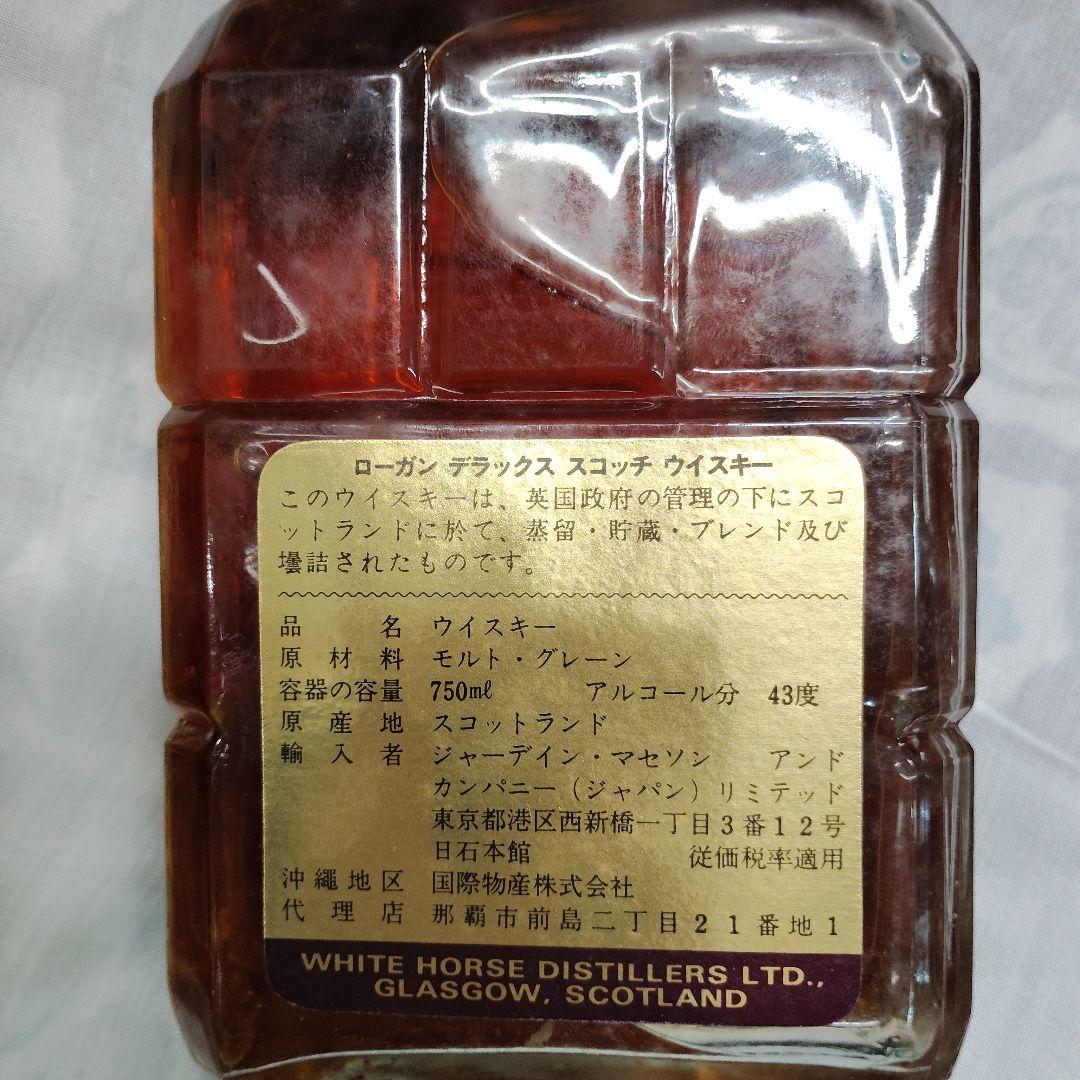 ローガン デラックス スコッチ ウイスキー
このウイスキーは、英国政府の管理の下にスコ
ットランドに於て、蒸留・貯蔵・ブレンド及び
壜詰されたものです。
品名 ウイスキー
原材料 モルト・グレーン
容器の容量 750mℓ アルコール分 43度
原産地 スコットランド
輸入者 ジャーデイン・マセソン アンド
カンパニー(ジャパン)リミテッド
東京都港区西新橋一丁目3番12号
日石本館 従価税率適用
沖縄地区 国際物産株式会社
代理店 那覇市前島二丁目21番地1
WHITE HORSE DISTILLERS LTD.,
GLASGOW, SCOTLAND